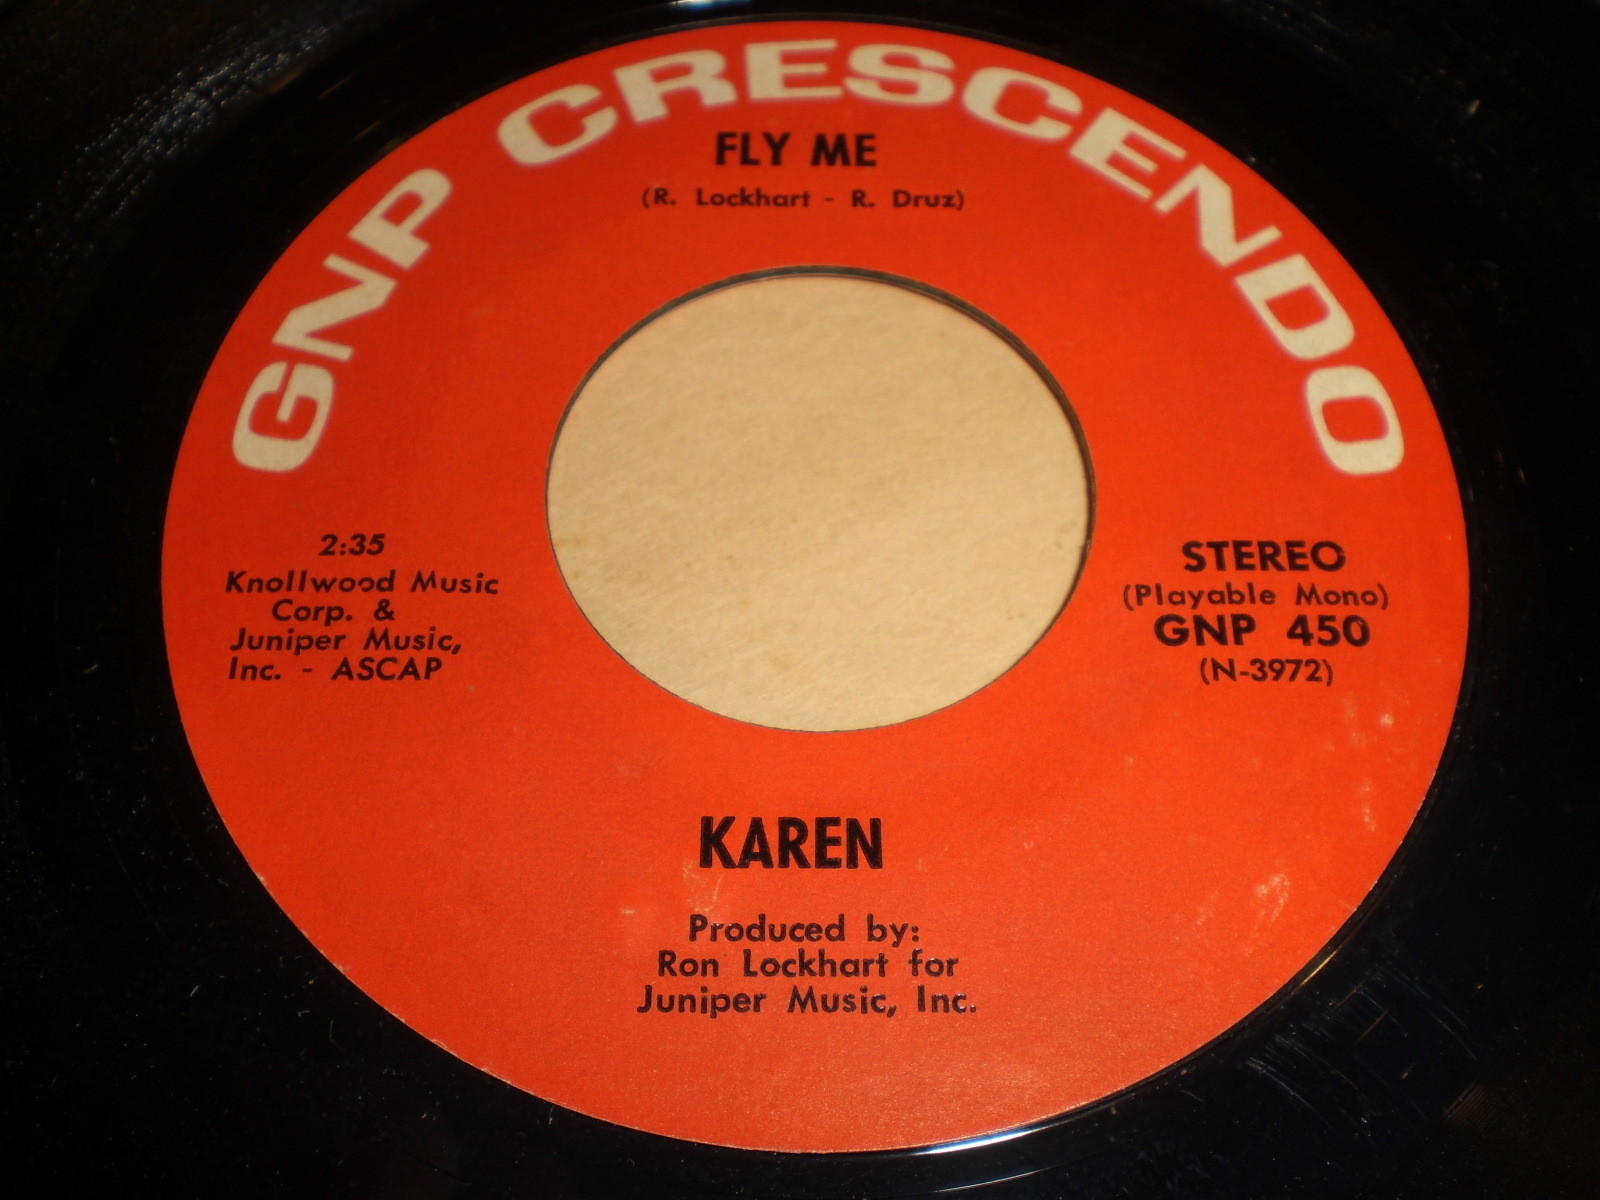 GNP CRESCENDO
FLY ME
(R. Lockhart - R. Druz)
2:35
Knollwood Music
Corp. &
Juniper Music,
Inc. - ASCAP
STEREO
(Playable Mono)
GNP 450
(N-3972)
KAREN
Produced by:
Ron Lockhart for
Juniper Music, Inc.